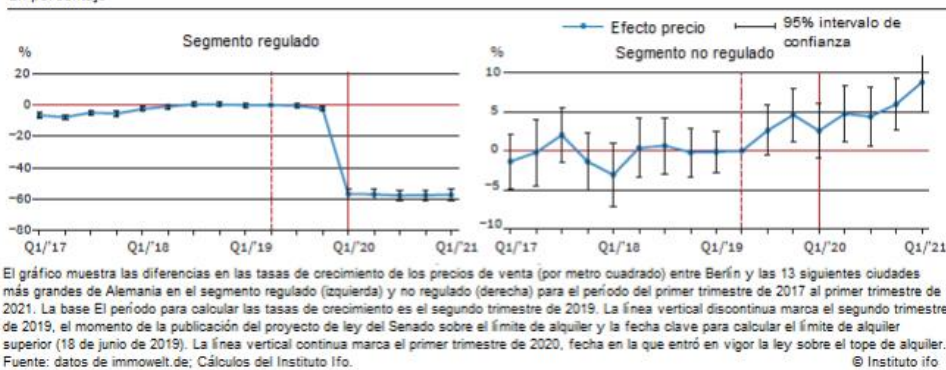 Efecto precio
95% intervalo de confianza
Segmento regulado
Segmento no regulado
%
20
0
−20
−40
−60
−80
Q1/'17
Q1/'18
Q1/'19
Q1/'20
Q1/'21
%
10
5
0
−5
−10
Q1/'17
Q1/'18
Q1/'19
Q1/'20
Q1/'21
El gráfico muestra las diferencias en las tasas de crecimiento de los precios de venta (por metro cuadrado) entre Berlín y las 13 siguientes ciudades
más grandes de Alemania en el segmento regulado (izquierda) y no regulado (derecha) para el período del primer trimestre de 2017 al primer trimestre de
2021. La base El período para calcular las tasas de crecimiento es el segundo trimestre de 2019. La línea vertical discontinua marca el segundo trimestre
de 2019, el momento de la publicación del proyecto de ley del Senado sobre el límite de alquiler y la fecha clave para calcular el límite de alquiler
superior (18 de junio de 2019). La línea vertical continua marca el primer trimestre de 2020, fecha en la que entró en vigor la ley sobre el tope de alquiler.
Fuente: datos de immowelt.de; Cálculos del Instituto Ifo.
© Instituto ifo